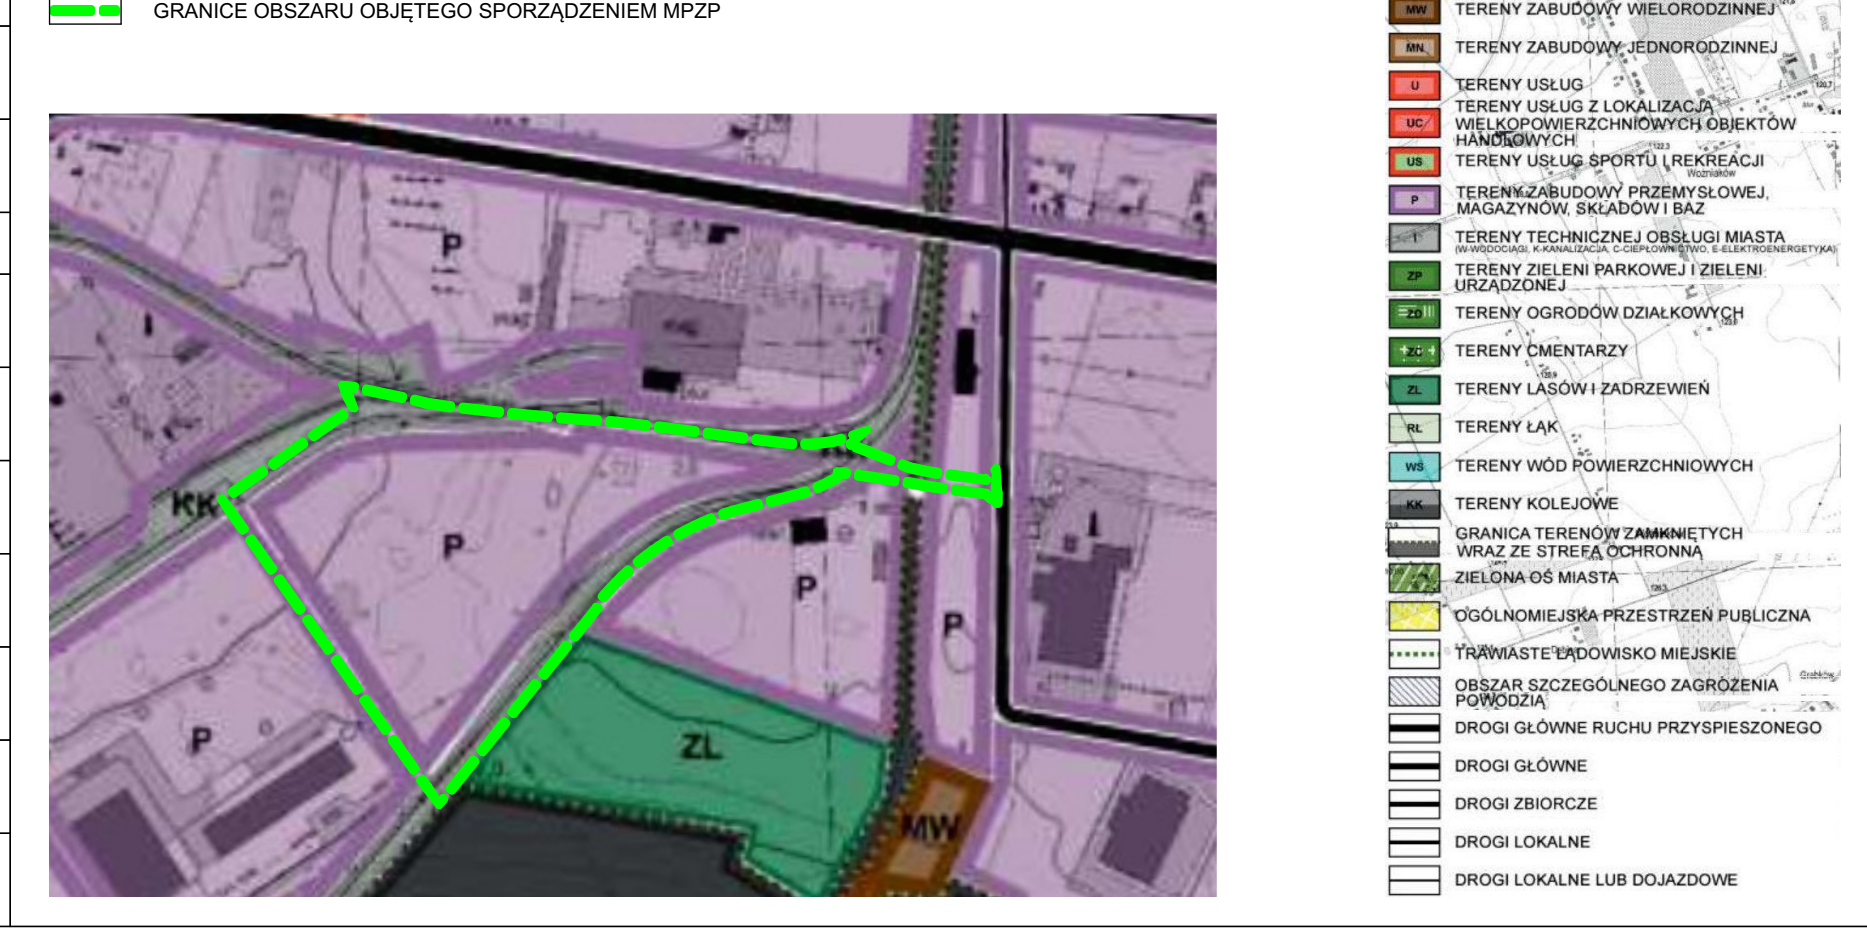 GRANICE OBSZARU OBJĘTEGO SPORZĄDZENIEM MPZP
P
KK
P
P
P
P
ZL
MW
MW TERENY ZABUDOWY WIELORODZINNEJ
MN TERENY ZABUDOWY JEDNORODZINNEJ
U TERENY USŁUG
UC TERENY USŁUG Z LOKALIZACJĄ
WIELKOPOWIERZCHNIOWYCH OBIEKTÓW
HANDLOWYCH
US TERENY USŁUG SPORTU I REKREACJI
Woźniaków
P TERENY ZABUDOWY PRZEMYSŁOWEJ,
MAGAZYNÓW, SKŁADÓW I BAZ
I TERENY TECHNICZNEJ OBSŁUGI MIASTA
(W-WODOCIĄGI, K-KANALIZACJA, C-CIEPŁOWNICTWO, E-ELEKTROENERGETYKA)
ZP TERENY ZIELENI PARKOWEJ I ZIELENI
URZĄDZONEJ
ZD TERENY OGRODÓW DZIAŁKOWYCH
ZC TERENY CMENTARZY
ZL TERENY LASÓW I ZADRZEWIEŃ
RŁ TERENY ŁĄK
WS TERENY WÓD POWIERZCHNIOWYCH
KK TERENY KOLEJOWE
GRANICA TERENÓW ZAMKNIĘTYCH
WRAZ ZE STREFĄ OCHRONNĄ
ZIELONA OŚ MIASTA
OGÓLNOMIEJSKA PRZESTRZEŃ PUBLICZNA
TRAWIASTE LĄDOWISKO MIEJSKIE
OBSZAR SZCZEGÓLNEGO ZAGROŻENIA
POWODZIĄ
DROGI GŁÓWNE RUCHU PRZYSPIESZONEGO
DROGI GŁÓWNE
DROGI ZBIORCZE
DROGI LOKALNE
DROGI LOKALNE LUB DOJAZDOWE